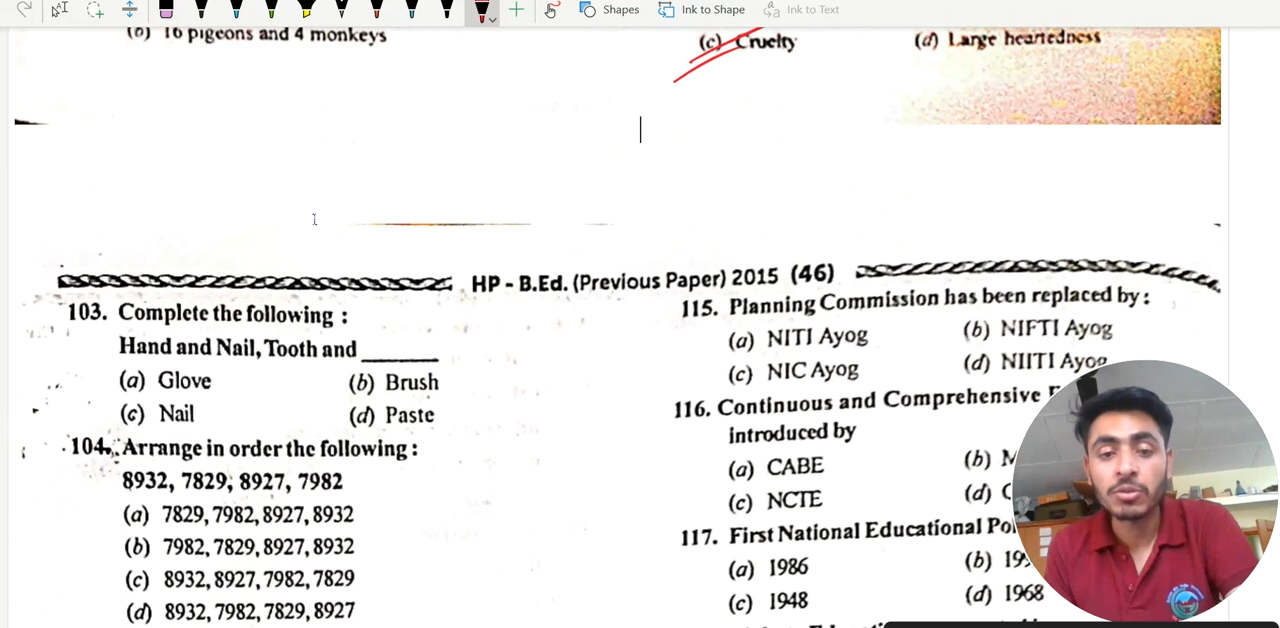 Shapes
Ink to Shape
Ink to Text
(b) 16 pigeons and 4 monkeys
(c) Cruelty
(d) Large heartedness
HP - B.Ed. (Previous Paper) 2015 (46)
103. Complete the following :
Hand and Nail, Tooth and ________
(a) Glove
(b) Brush
(c) Nail
(d) Paste
104. Arrange in order the following :
8932, 7829, 8927, 7982
(a) 7829, 7982, 8927, 8932
(b) 7982, 7829, 8927, 8932
(c) 8932, 8927, 7982, 7829
(d) 8932, 7982, 7829, 8927
115. Planning Commission has been replaced by :
(a) NITI Ayog
(b) NIFTI Ayog
(c) NIC Ayog
(d) NIITI Ayog
116. Continuous and Comprehensive
introduced by
(a) CABE
(b)
(c) NCTE
(d)
117. First National Educational
(a) 1986
(b)
(c) 1948
(d) 1968